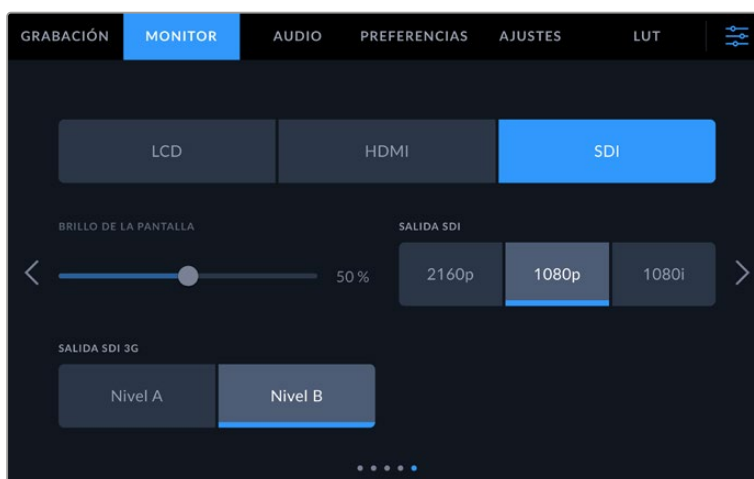 GRABACIÓN MONITOR AUDIO PREFERENCIAS AJUSTES LUT
LCD HDMI SDI
BRILLO DE LA PANTALLA SALIDA SDI
50 % 2160p 1080p 1080i
SALIDA SDI 3G
Nivel A Nivel B